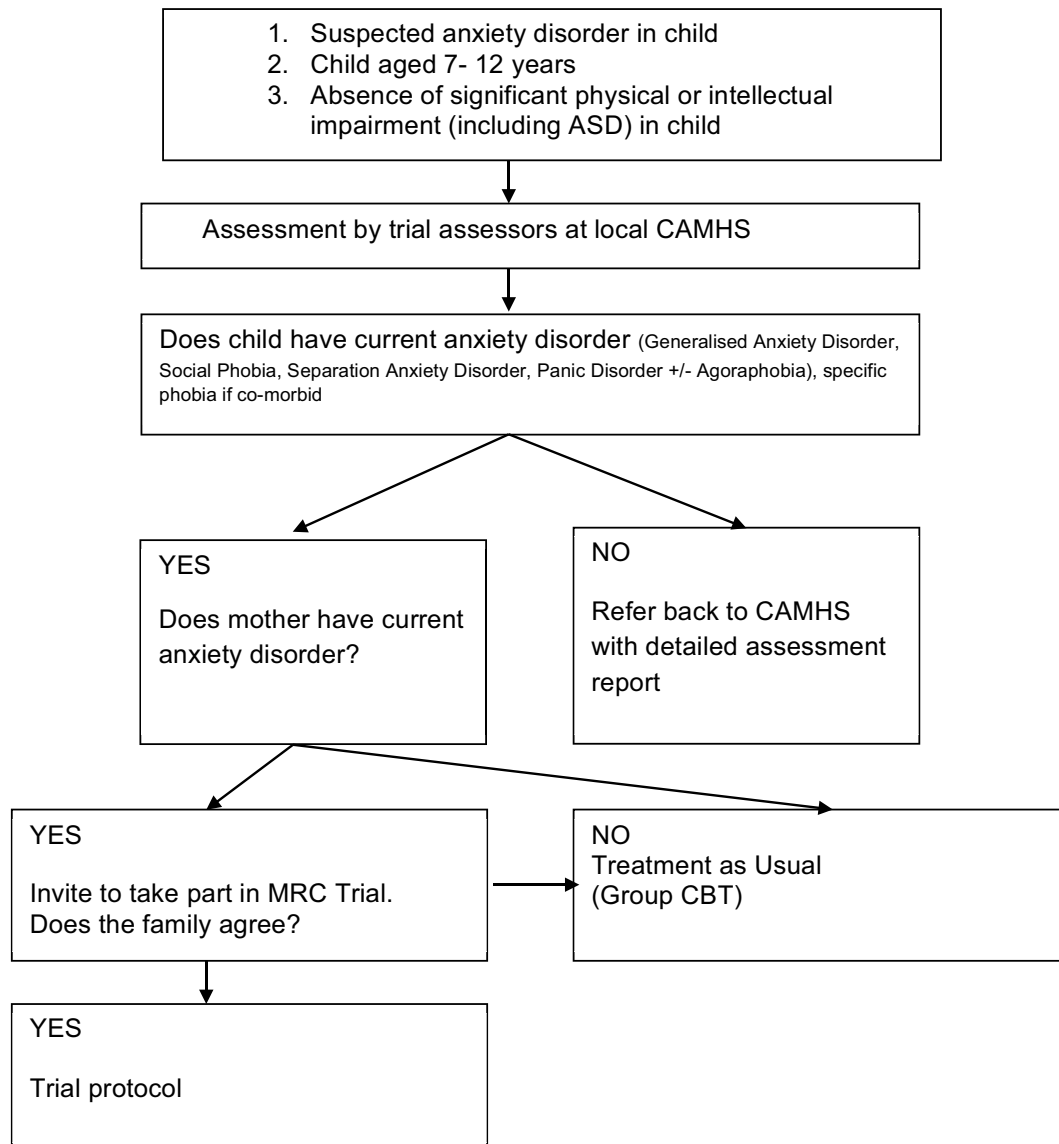 1. Suspected anxiety disorder in child
2. Child aged 7- 12 years
3. Absence of significant physical or intellectual
impairment (including ASD) in child
Assessment by trial assessors at local CAMHS
Does child have current anxiety disorder (Generalised Anxiety Disorder,
Social Phobia, Separation Anxiety Disorder, Panic Disorder +/- Agoraphobia), specific
phobia if co-morbid
YES
Does mother have current
anxiety disorder?
NO
Refer back to CAMHS
with detailed assessment
report
YES
Invite to take part in MRC Trial.
Does the family agree?
NO
Treatment as Usual
(Group CBT)
YES
Trial protocol